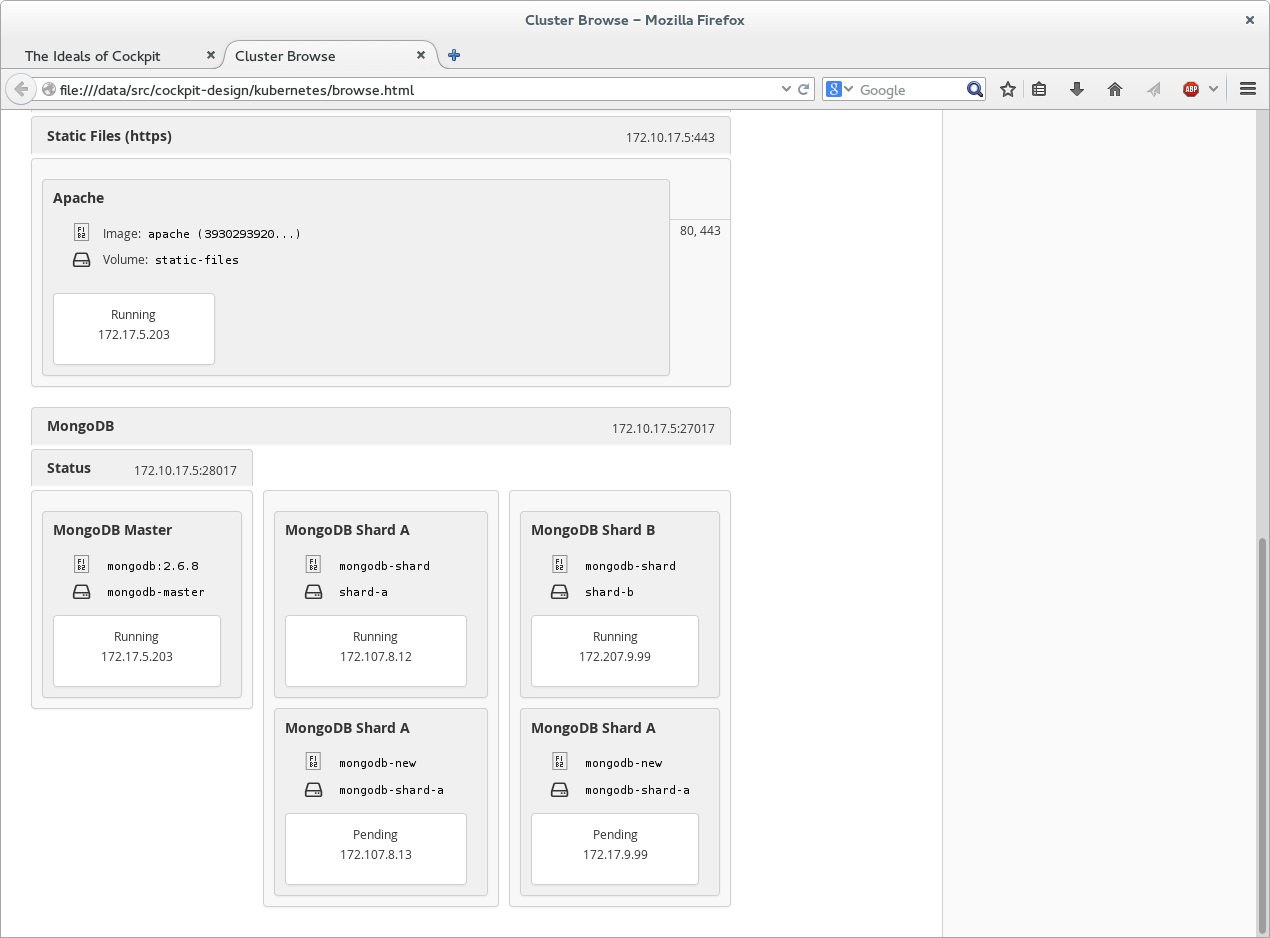 Cluster Browse – Mozilla Firefox
The Ideals of Cockpit
Cluster Browse
file:///data/src/cockpit-design/kubernetes/browse.html
8 Google
ABP
Static Files (https) 172.10.17.5:443
Apache
Image: apache (3930293920...)
80, 443
Volume: static-files
Running
172.17.5.203
MongoDB 172.10.17.5:27017
Status 172.10.17.5:28017
MongoDB Master
mongodb:2.6.8
mongodb-master
Running
172.17.5.203
MongoDB Shard A
mongodb-shard
shard-a
Running
172.107.8.12
MongoDB Shard A
mongodb-new
mongodb-shard-a
Pending
172.107.8.13
MongoDB Shard B
mongodb-shard
shard-b
Running
172.207.9.99
MongoDB Shard A
mongodb-new
mongodb-shard-a
Pending
172.17.9.99